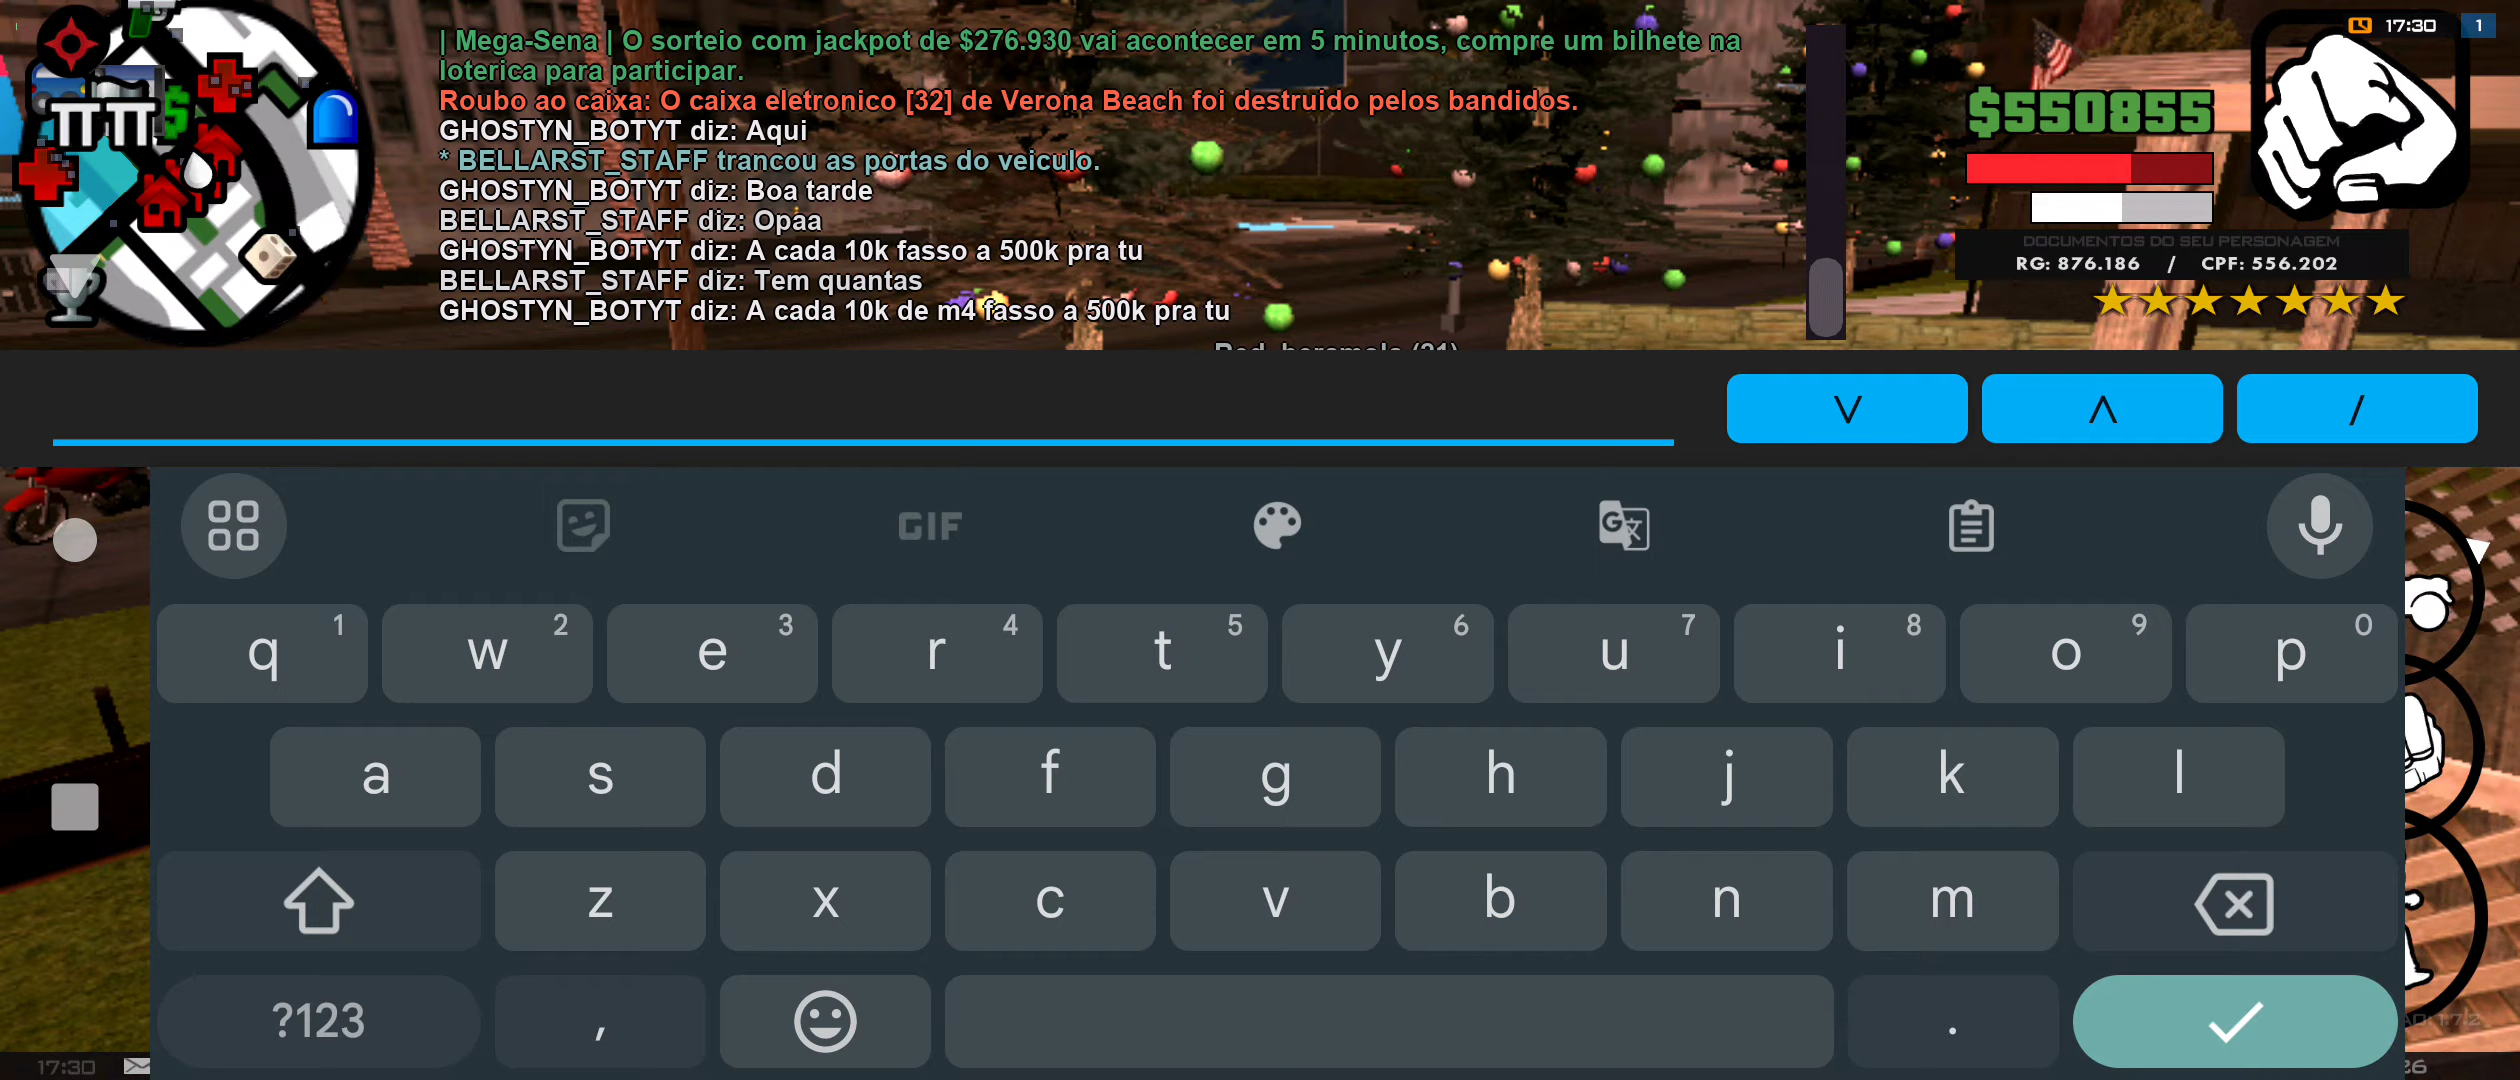 | Mega-Sena | O sorteio com jackpot de $276.930 vai acontecer em 5 minutos, compre um bilhete na
loterica para participar.
Roubo ao caixa: O caixa eletronico [32] de Verona Beach foi destruido pelos bandidos.
GHOSTYN_BOTYT diz: Aqui
* BELLARST_STAFF trancou as portas do veiculo.
GHOSTYN_BOTYT diz: Boa tarde
BELLARST_STAFF diz: Opaa
GHOSTYN_BOTYT diz: A cada 10k fasso a 500k pra tu
BELLARST_STAFF diz: Tem quantas
GHOSTYN_BOTYT diz: A cada 10k de m4 fasso a 500k pra tu
17:30 1
$550855
DOCUMENTOS DO SEU PERSONAGEM
RG: 876.186 / CPF: 556.202
V Λ /
GIF
q 1 w 2 e 3 r 4 t 5 y 6 u 7 i 8 o 9 p 0
a s d f g h j k l
z x c v b n m
?123 , .
17:30